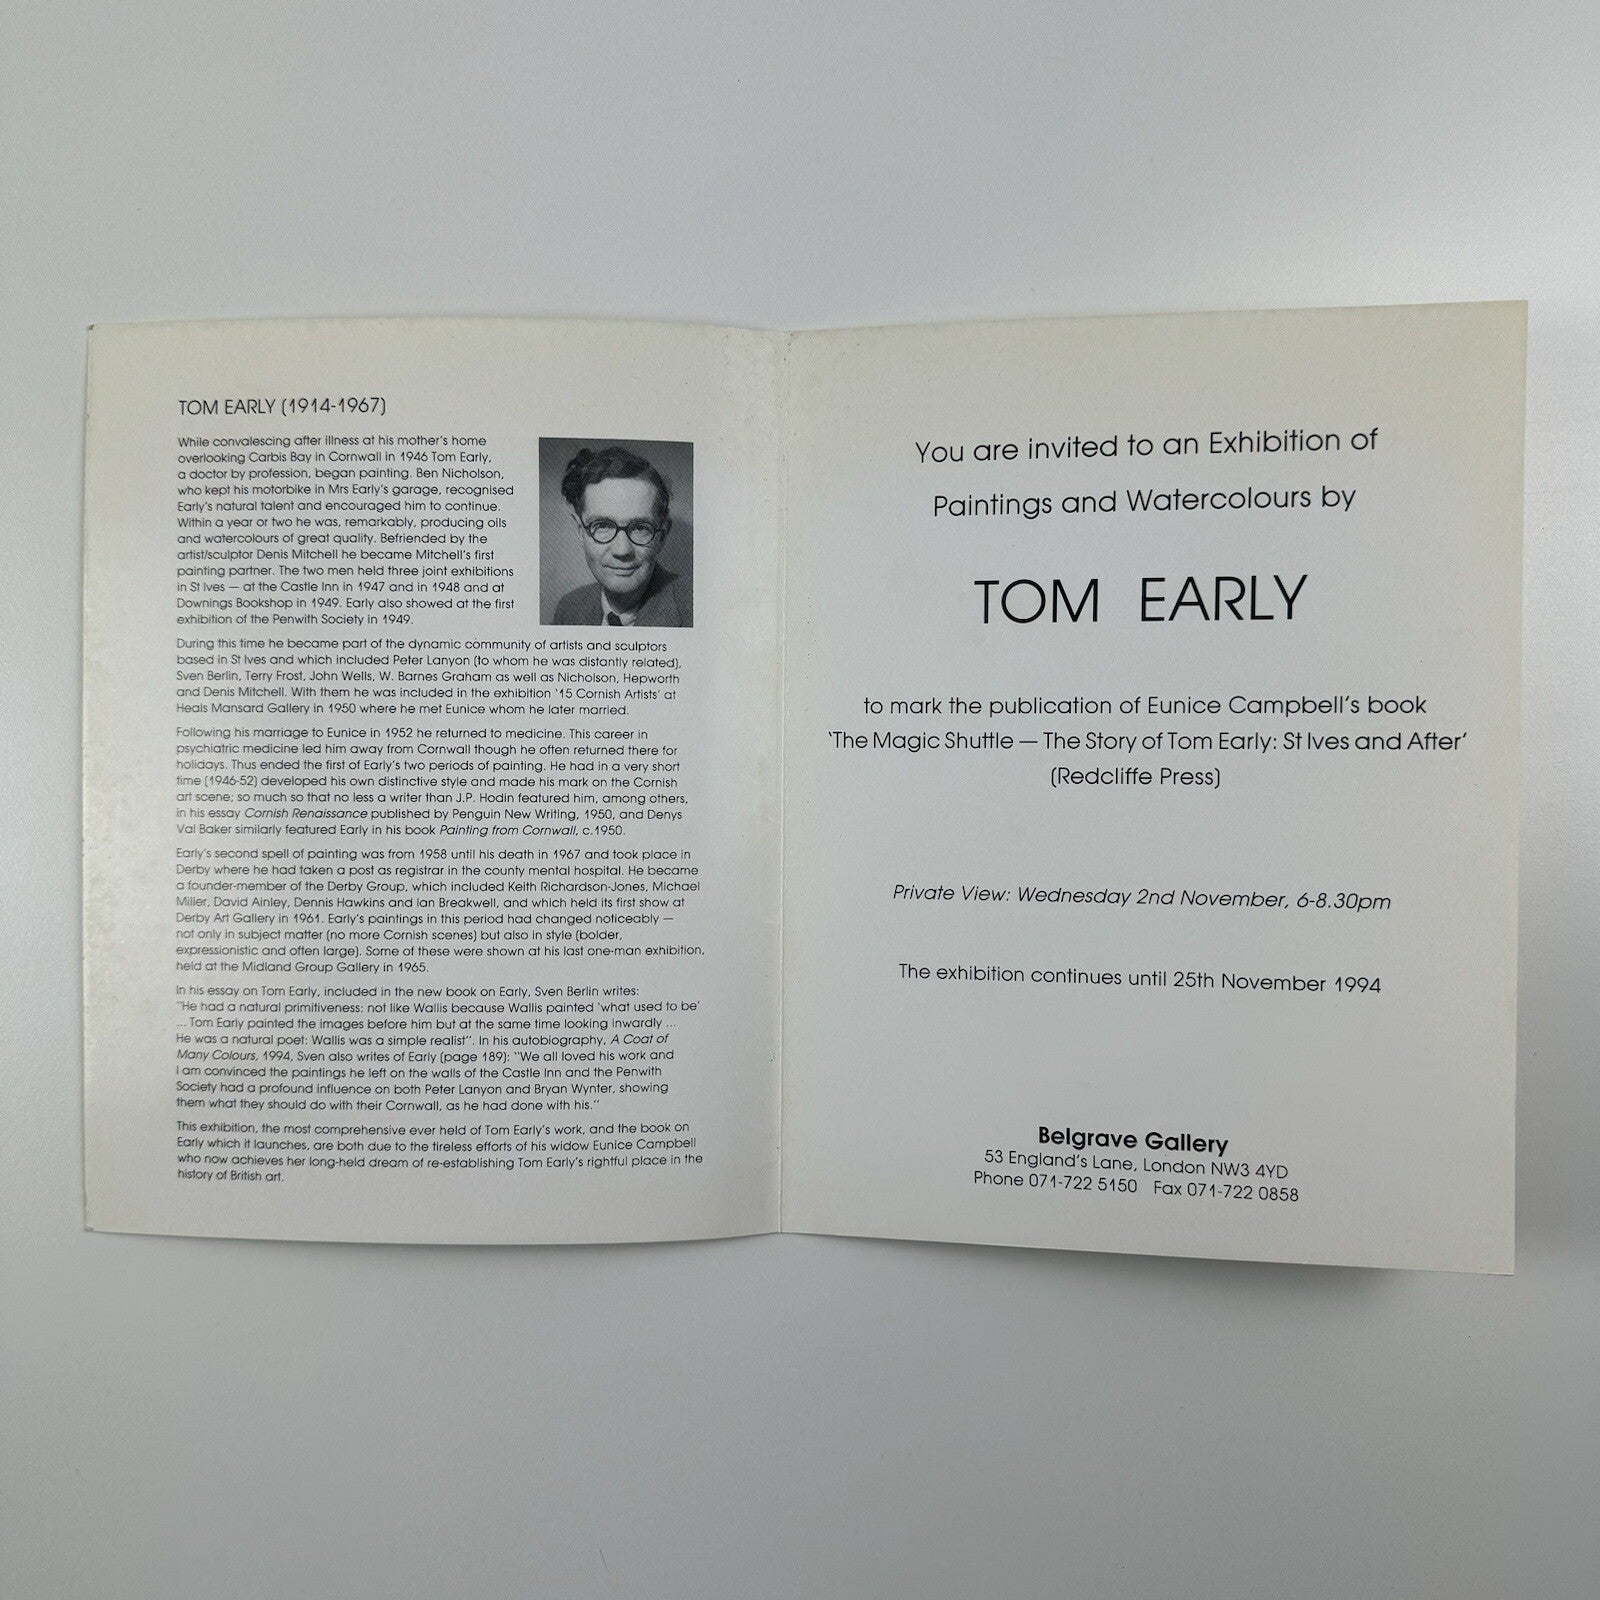 TOM EARLY (1914-1967)
While convalescing after illness at his mother's home
overlooking Carbis Bay in Cornwall in 1946 Tom Early,
a doctor by profession, began painting. Ben Nicholson,
who kept his motorbike in Mrs Early's garage, recognised
Early's natural talent and encouraged him to continue.
Within a year or two he was, remarkably, producing oils
and watercolours of great quality. Befriended by the
artist/sculptor Denis Mitchell he became Mitchell's first
painting partner. The two men held three joint exhibitions
in St Ives — at the Castle Inn in 1947 and in 1948 and at
Downings Bookshop in 1949. Early also showed at the first
exhibition of the Penwith Society in 1949.
During this time he became part of the dynamic community of artists and sculptors
based in St Ives and which included Peter Lanyon (to whom he was distantly related),
Sven Berlin, Terry Frost, John Wells, W. Barnes Graham as well as Nicholson, Hepworth
and Denis Mitchell. With them he was included in the exhibition '15 Cornish Artists' at
Heals Mansard Gallery in 1950 where he met Eunice whom he later married.
Following his marriage to Eunice in 1952 he returned to medicine. This career in
psychiatric medicine led him away from Cornwall though he often returned there for
holidays. Thus ended the first of Early's two periods of painting. He had in a very short
time (1946-52) developed his own distinctive style and made his mark on the Cornish
art scene; so much so that no less a writer than J.P. Hodin featured him, among others,
in his essay Cornish Renaissance published by Penguin New Writing, 1950, and Denys
Val Baker similarly featured Early in his book Painting from Cornwall, c.1950.
Early's second spell of painting was from 1958 until his death in 1967 and took place in
Derby where he had taken a post as registrar in the county mental hospital. He became
a founder-member of the Derby Group, which included Keith Richardson-Jones, Michael
Miller, David Ainley, Dennis Hawkins and Ian Breakwell, and which held its first show at
Derby Art Gallery in 1961. Early's paintings in this period had changed noticeably —
not only in subject matter (no more Cornish scenes) but also in style (bolder,
expressionistic and often large). Some of these were shown at his last one-man exhibition,
held at the Midland Group Gallery in 1965.
In his essay on Tom Early, included in the new book on Early, Sven Berlin writes:
"He had a natural primitiveness: not like Wallis because Wallis painted 'what used to be'
... Tom Early painted the images before him but at the same time looking inwardly ...
He was a natural poet: Wallis was a simple realist". In his autobiography, A Coat of
Many Colours, 1994, Sven also writes of Early (page 189): "We all loved his work and
I am convinced the paintings he left on the walls of the Castle Inn and the Penwith
Society had a profound influence on both Peter Lanyon and Bryan Wynter, showing
them what they should do with their Cornwall, as he had done with his."
This exhibition, the most comprehensive ever held of Tom Early's work, and the book on
Early which it launches, are both due to the tireless efforts of his widow Eunice Campbell
who now achieves her long-held dream of re-establishing Tom Early's rightful place in the
history of British art.
You are invited to an Exhibition of
Paintings and Watercolours by
TOM EARLY
to mark the publication of Eunice Campbell's book
'The Magic Shuttle — The Story of Tom Early: St Ives and After'
(Redcliffe Press)
Private View: Wednesday 2nd November, 6-8.30pm
The exhibition continues until 25th November 1994
Belgrave Gallery
53 England's Lane, London NW3 4YD
Phone 071-722 5150 Fax 071-722 0858